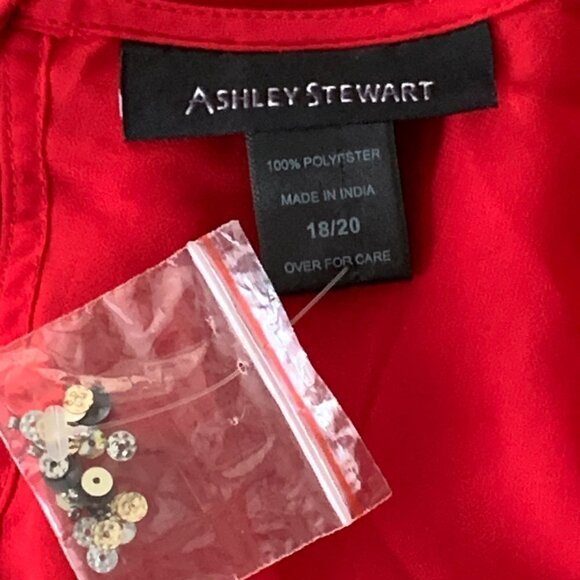 ASHLEY STEWART
100% POLYESTER
MADE IN INDIA
18/20
OVER FOR CARE